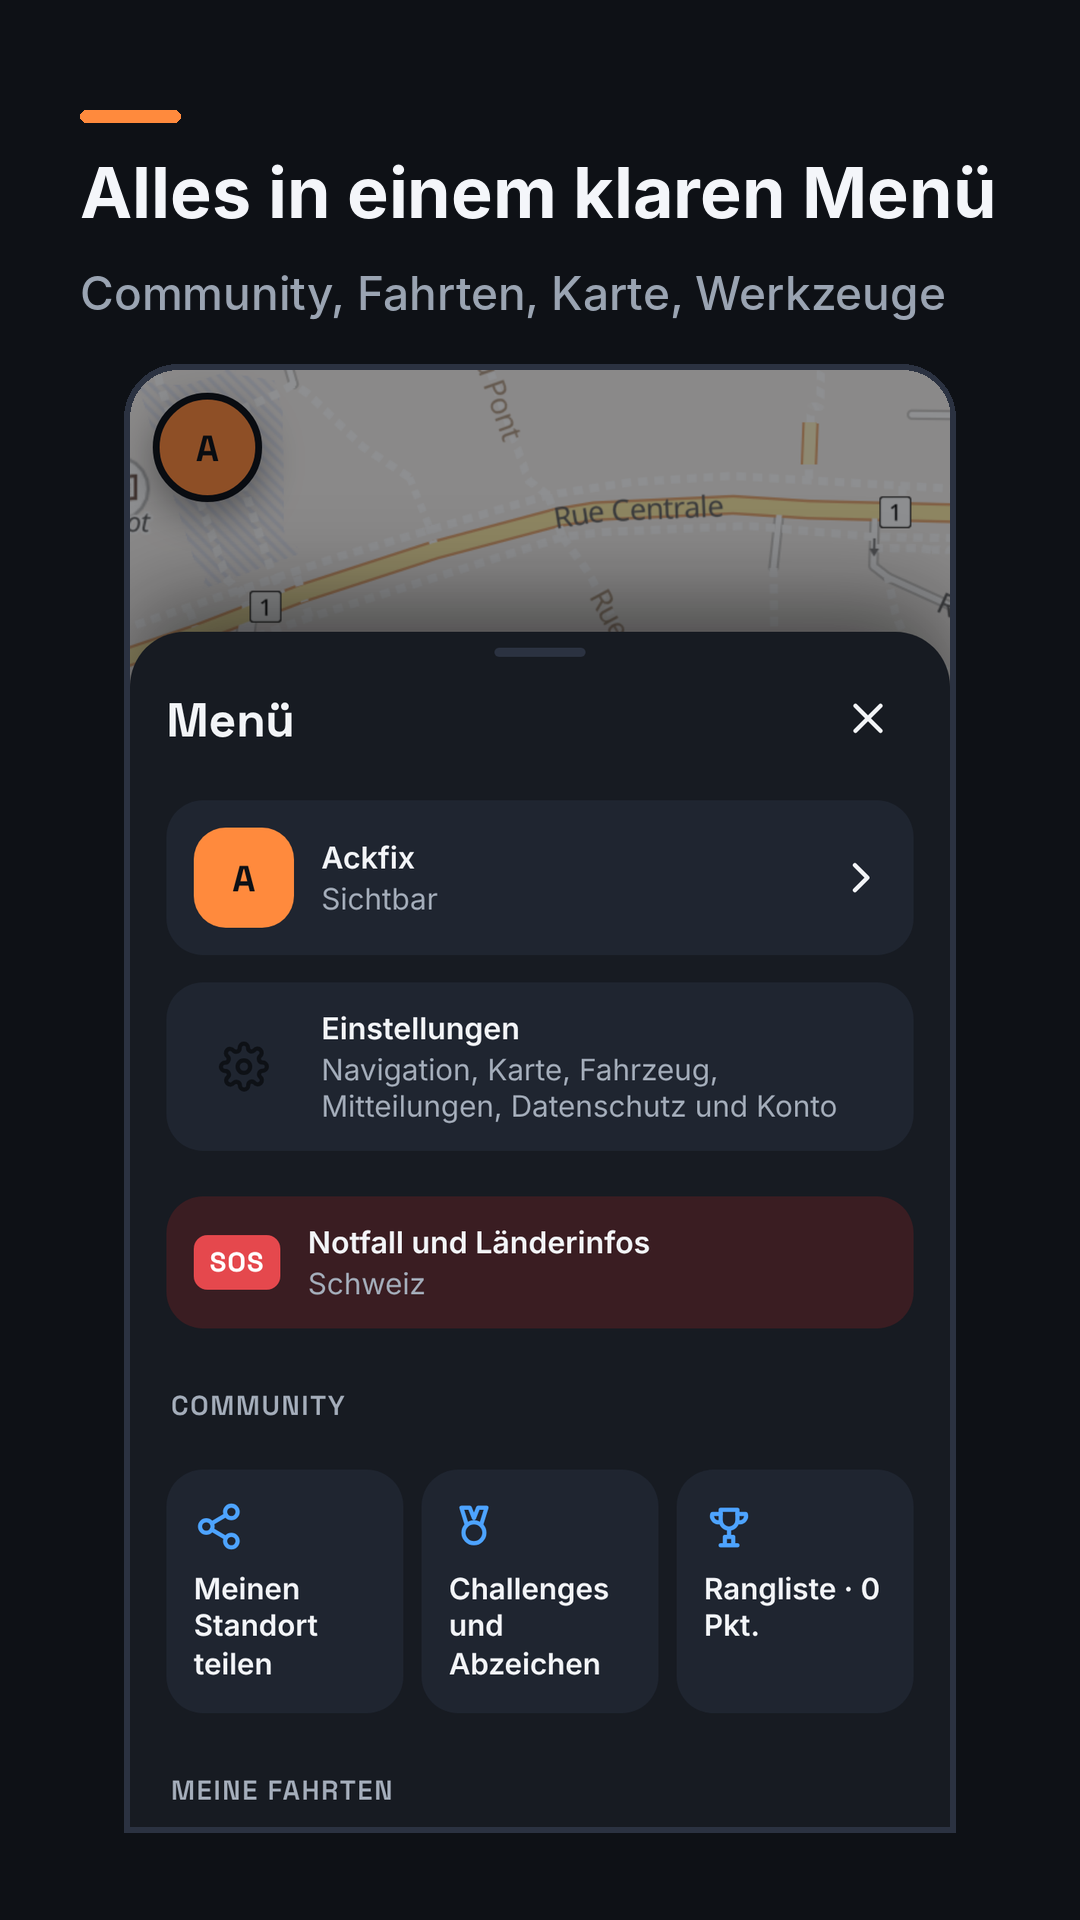 Alles in einem klaren Menü
Community, Fahrten, Karte, Werkzeuge
A
Pont
ot
Rue Centrale
1
1
Rue
Menü
A
Ackfix
Sichtbar
Einstellungen
Navigation, Karte, Fahrzeug,
Mitteilungen, Datenschutz und Konto
SOS
Notfall und Länderinfos
Schweiz
COMMUNITY
Meinen
Standort
teilen
Challenges
und
Abzeichen
Rangliste · 0
Pkt.
MEINE FAHRTEN